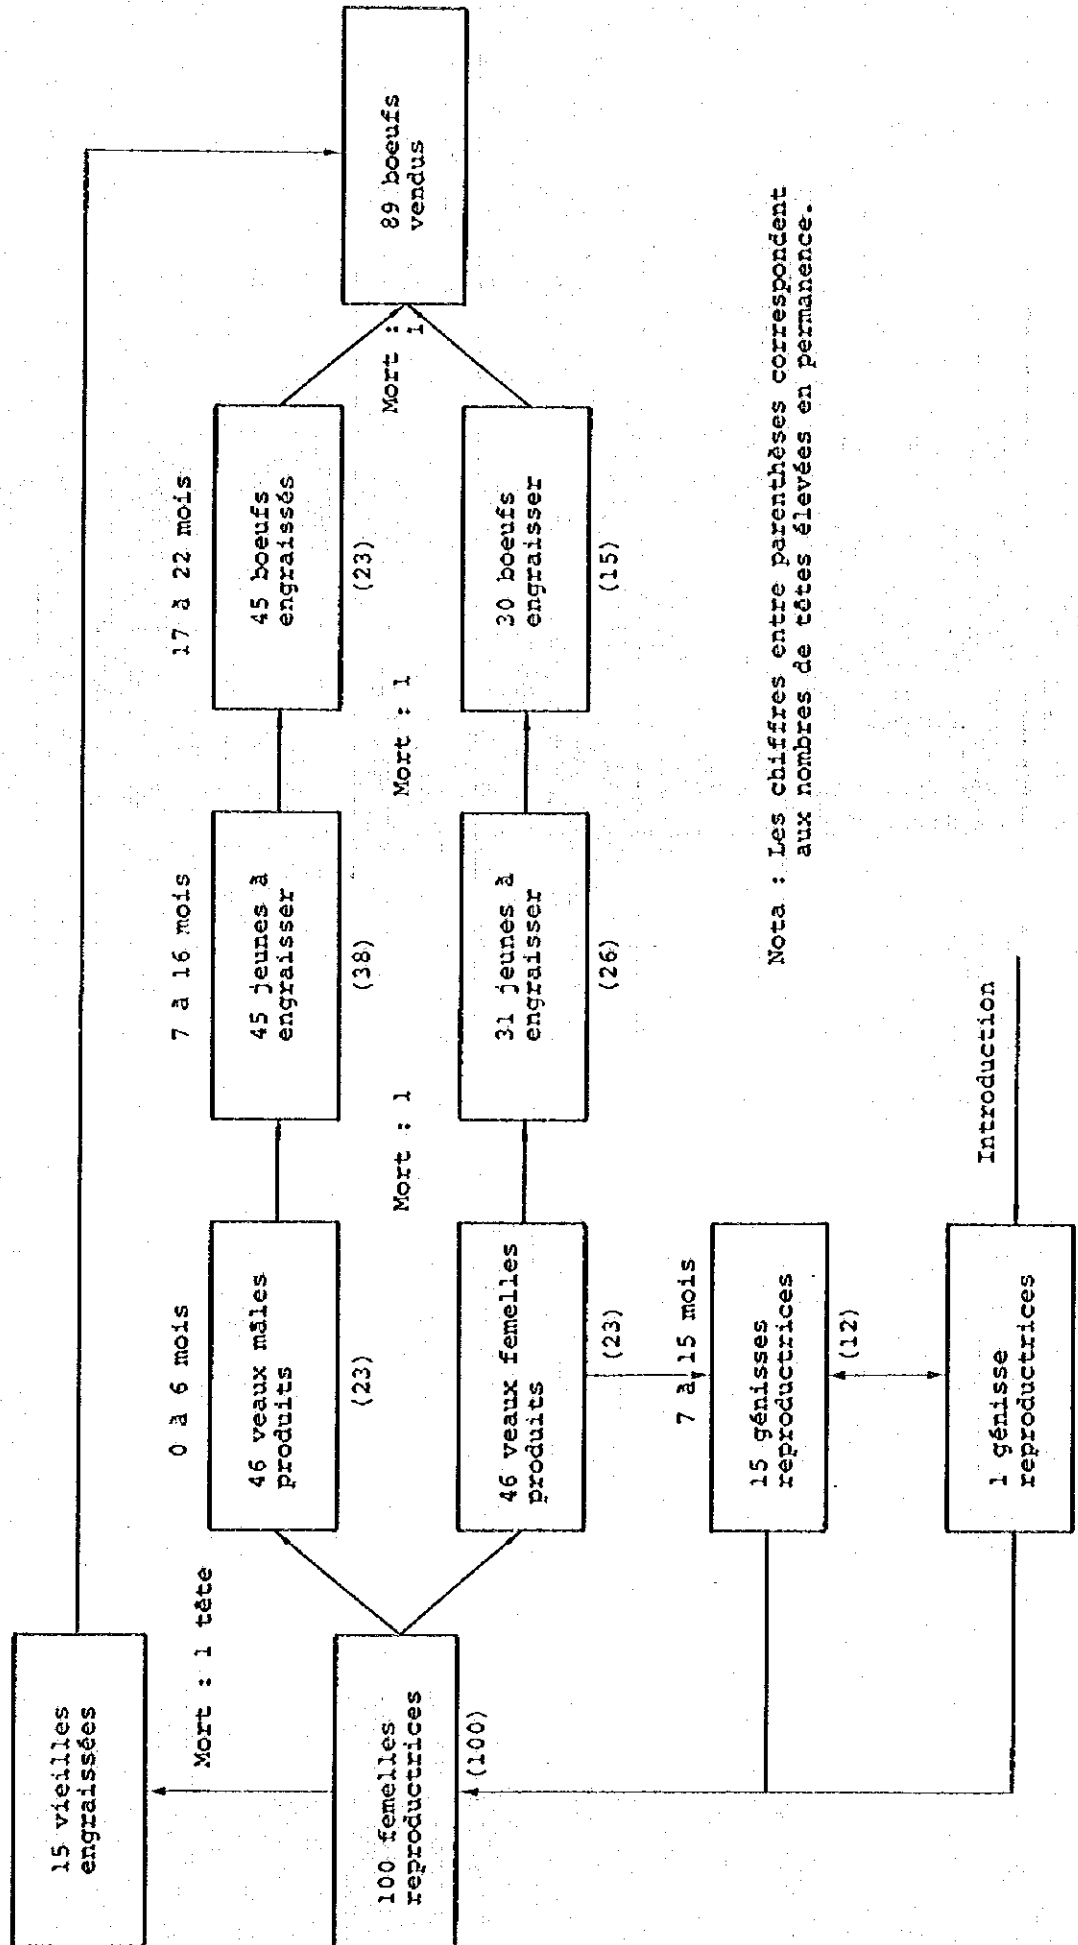 15 vieilles
engraissées
Mort : 1 tête
100 femelles
reproductrices
(100)
0 à 6 mois
46 veaux mâles
produits
(23)
Mort : 1
46 veaux femelles
produits
(23)
7 à 15 mois
15 génisses
reproductrices
(12)
1 génisse
reproductrices
Introduction
7 à 16 mois
45 jeunes à
engraisser
(38)
Mort : 1
31 jeunes à
engraisser
(26)
17 à 22 mois
45 boeufs
engraissés
(23)
Mort :
1
30 boeufs
engraisser
(15)
89 boeufs
vendus
Nota : Les chiffres entre parenthèses correspondent
aux nombres de têtes élevées en permanence.